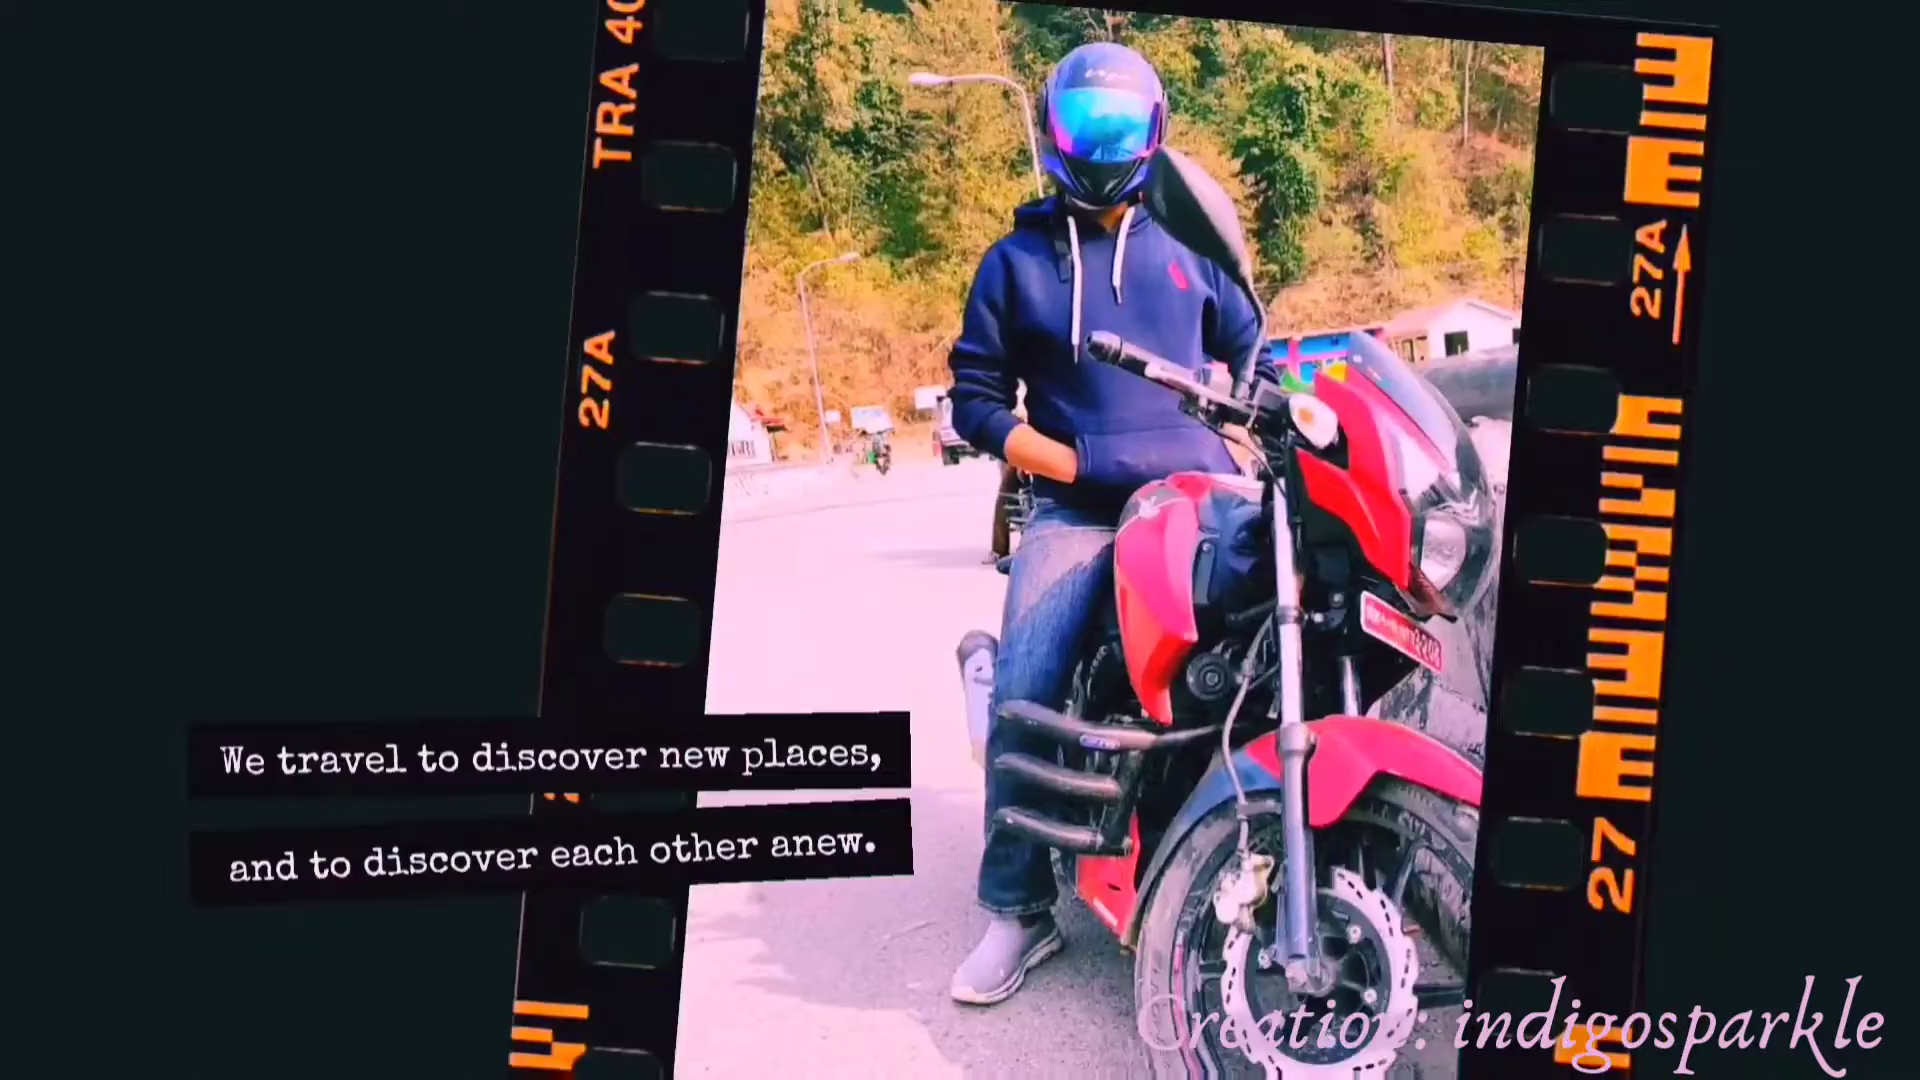 TRA 40
27A
27A
We travel to discover new places,
and to discover each other anew.
27
Creation: indigosparkle